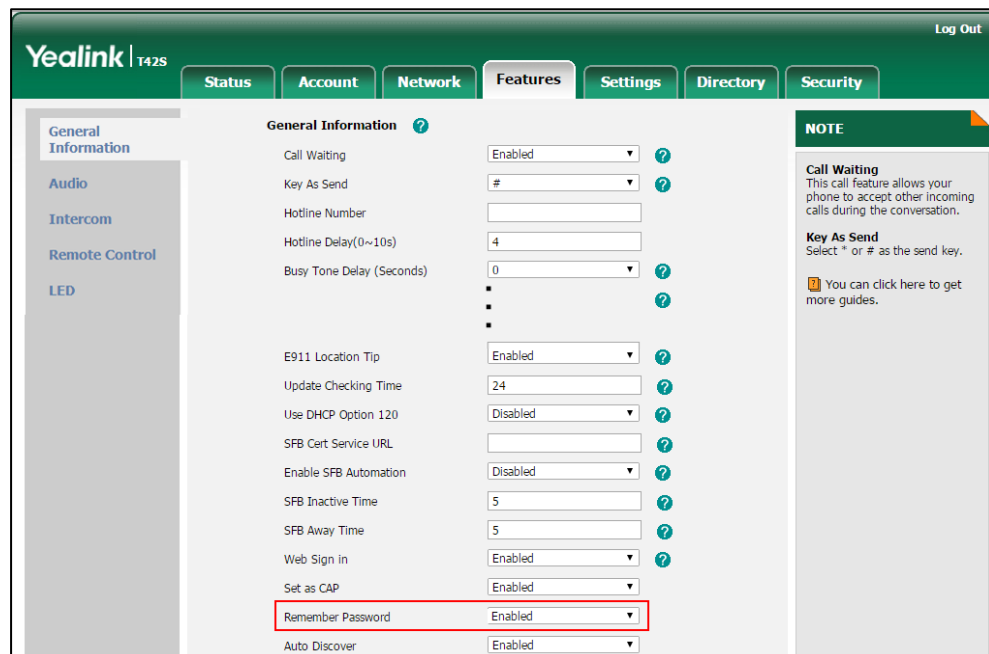 Log Out
Yealink T42S
Status Account Network Features Settings Directory Security
General Information
Audio
Intercom
Remote Control
LED
General Information ?
Call Waiting Enabled ?
Key As Send # ?
Hotline Number
Hotline Delay(0~10s) 4
Busy Tone Delay (Seconds) 0 ?
?
E911 Location Tip Enabled ?
Update Checking Time 24 ?
Use DHCP Option 120 Disabled ?
SFB Cert Service URL ?
Enable SFB Automation Disabled ?
SFB Inactive Time 5 ?
SFB Away Time 5 ?
Web Sign in Enabled ?
Set as CAP Enabled
Remember Password Enabled
Auto Discover Enabled
NOTE
Call Waiting
This call feature allows your
phone to accept other incoming
calls during the conversation.
Key As Send
Select * or # as the send key.
? You can click here to get
more guides.